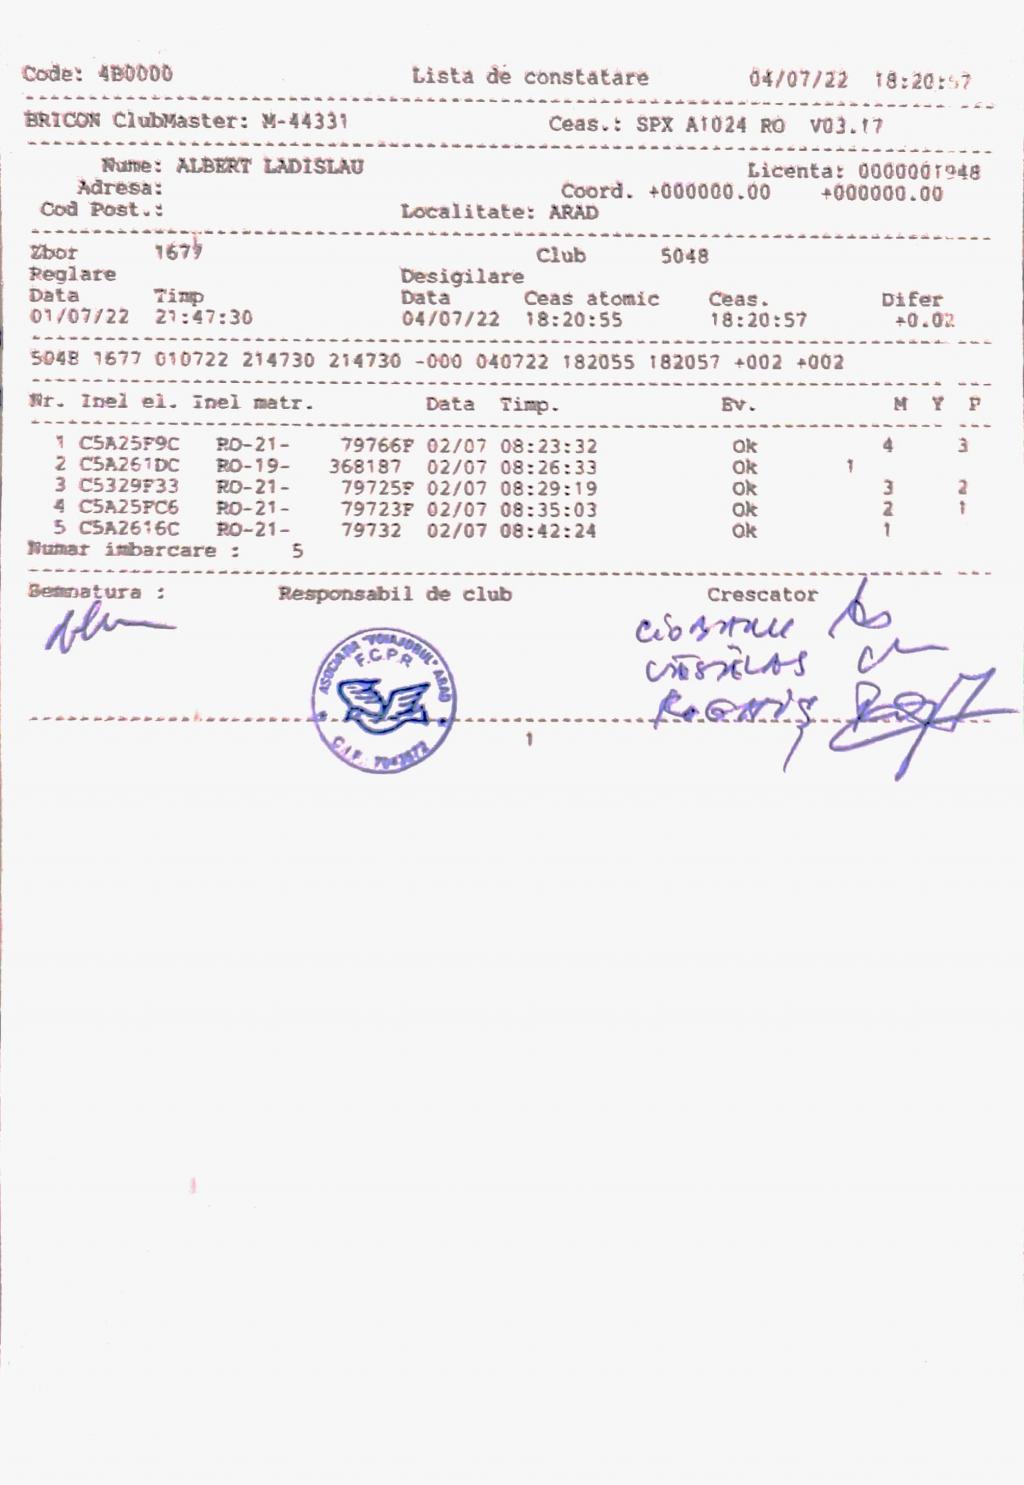 Code: 4B0000 Lista de constatare 04/07/22 18:20:57
BRICON ClubMaster: M-44331 Ceas.: SPX A1024 RO V03.17
Nume: ALBERT LADISLAU Licenta: 0000001948
Adresa: Coord. +000000.00 +000000.00
Cod Post.: Localitate: ARAD
Zbor 1677 Club 5048
Reglare Desigilare
Data Timp Data Ceas atomic Ceas. Difer
01/07/22 21:47:30 04/07/22 18:20:55 18:20:57 +0.02
5048 1677 010722 214730 214730 -000 040722 182055 182057 +002 +002
Nr. Inel el. Inel matr. Data Timp. Ev. M Y P
1 C5A25F9C RO-21- 79766F 02/07 08:23:32 Ok 4 3
2 C5A261DC RO-19- 368187 02/07 08:26:33 Ok 1
3 C5329F33 RO-21- 79725F 02/07 08:29:19 Ok 3 2
4 C5A25FC6 RO-21- 79723F 02/07 08:35:03 Ok 2 1
5 C5A2616C RO-21- 79732 02/07 08:42:24 Ok 1
Numar imbarcare : 5
Semnatura : Responsabil de club Crescator
ASOCIATIA "VOIAJORUL" ARAD
F.C.P.R.
C.I.F.
1